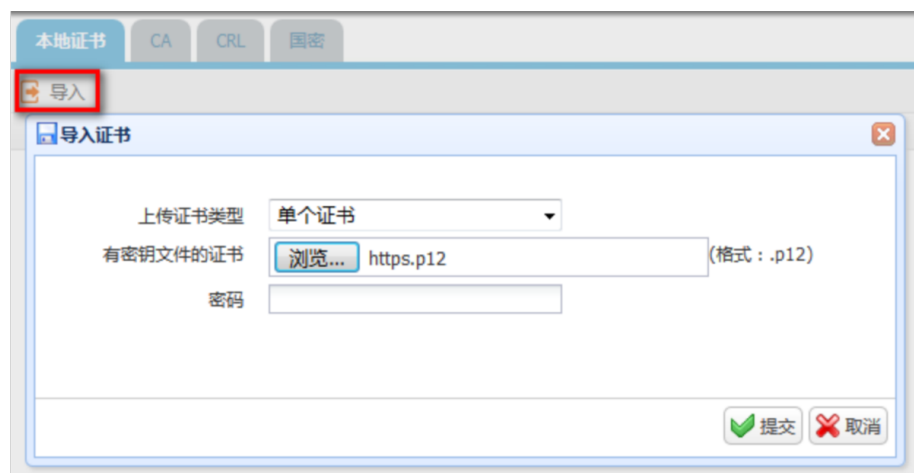 本地证书 CA CRL 国密
导入
导入证书
上传证书类型 单个证书
有密钥文件的证书 浏览... https.p12 (格式：.p12)
密码
提交 取消